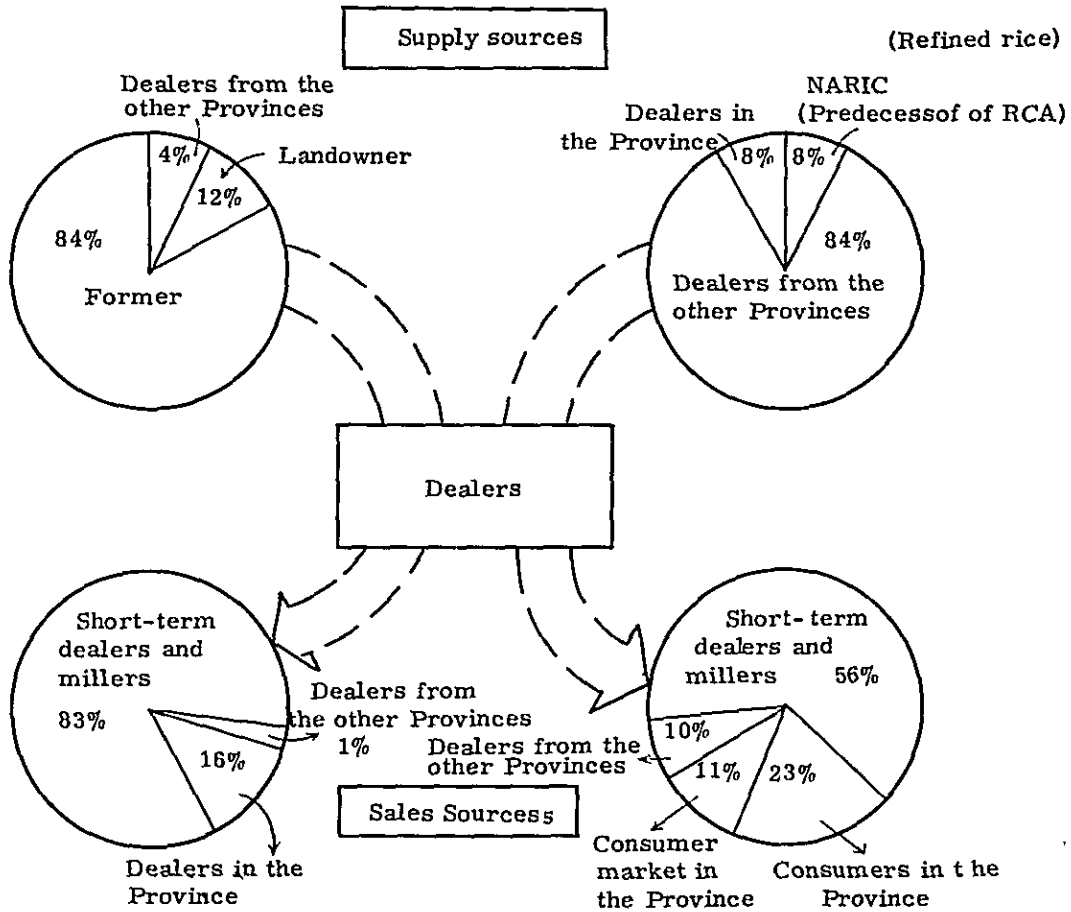 Supply sources
(Refined rice)
Dealers from the
other Provinces
4%
Landowner
12%
84%
Former
Dealers in
the Province
NARIC
(Predecessof of RCA)
8%
8%
84%
Dealers from the
other Provinces
Dealers
Short-term
dealers and
millers
83%
Dealers from
the other Provinces
1%
16%
Dealers in the
Province
Short-term
dealers and
millers
56%
10%
Dealers from the
other Provinces
11%
23%
Sales Sources
Consumer
market in
the Province
Consumers in the
Province